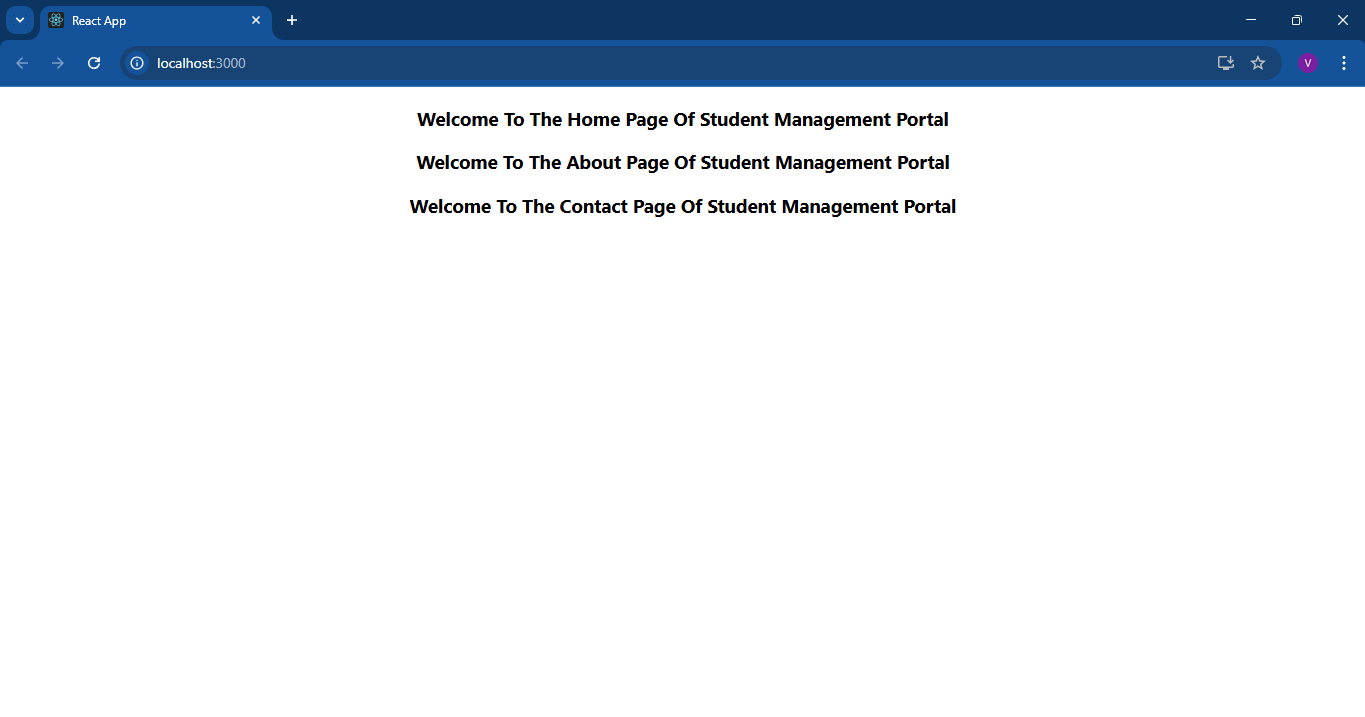 React App
localhost:3000
V
Welcome To The Home Page Of Student Management Portal
Welcome To The About Page Of Student Management Portal
Welcome To The Contact Page Of Student Management Portal